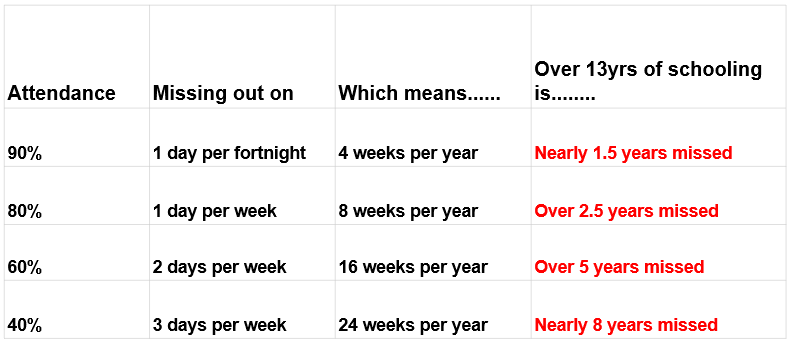 Attendance Missing out on Which means...... Over 13yrs of schooling
is........
90% 1 day per fortnight 4 weeks per year Nearly 1.5 years missed
80% 1 day per week 8 weeks per year Over 2.5 years missed
60% 2 days per week 16 weeks per year Over 5 years missed
40% 3 days per week 24 weeks per year Nearly 8 years missed